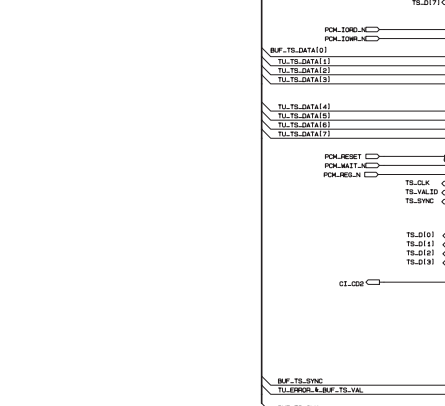 TS_D[7]
PCM_IORD_N
PCM_IOWR_N
BUF_TS_DATA[0]
TU_TS_DATA[1]
TU_TS_DATA[2]
TU_TS_DATA[3]
TU_TS_DATA[4]
TU_TS_DATA[5]
TU_TS_DATA[6]
TU_TS_DATA[7]
PCM_RESET
PCM_WAIT_N
PCM_REG_N
TS_CLK
TS_VALID
TS_SYNC
TS_D[0]
TS_D[1]
TS_D[2]
TS_D[3]
CI_CD2
BUF_TS_SYNC
TU_ERROR_&_BUF_TS_VAL